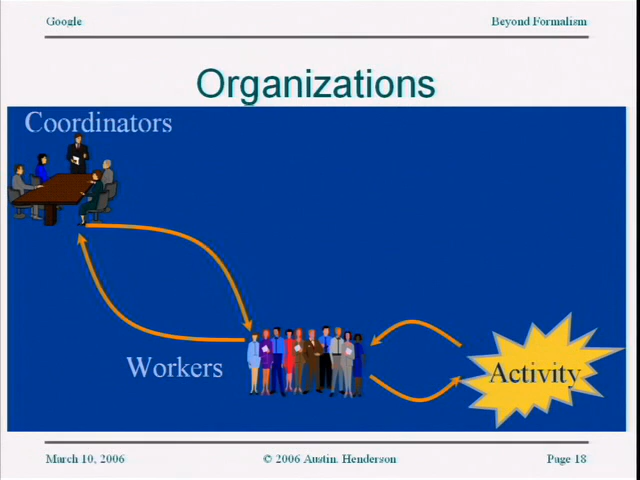 Google
Beyond Formalism
Organizations
Coordinators
Workers
Activity
March 10, 2006
© 2006 Austin. Henderson
Page 18